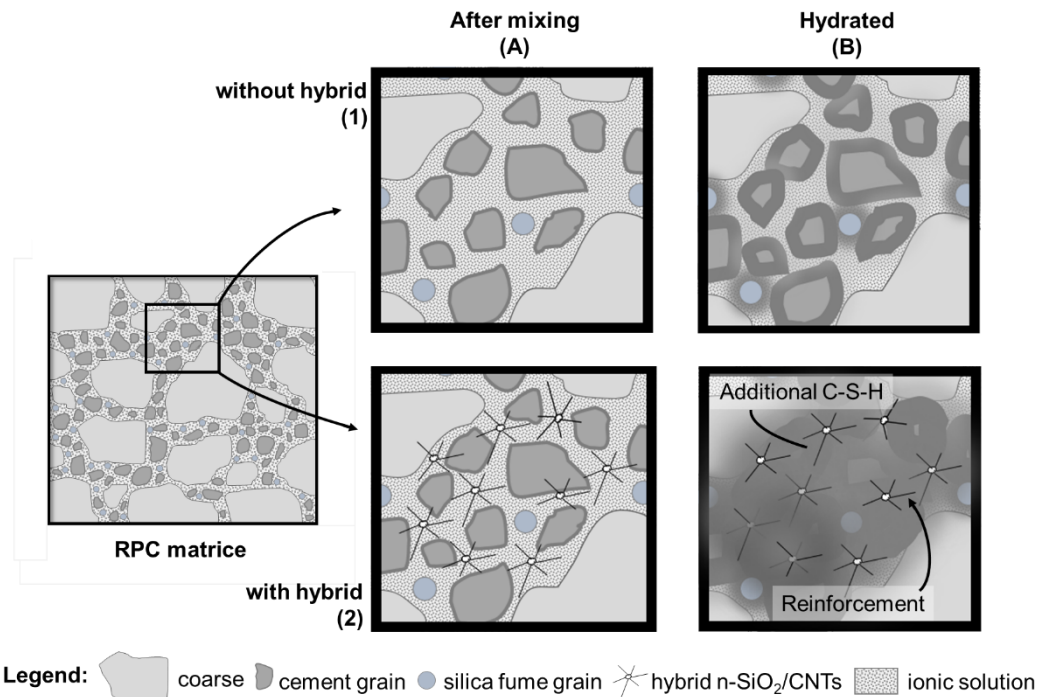 After mixing
(A)
Hydrated
(B)
without hybrid
(1)
RPC matrice
with hybrid
(2)
Additional C-S-H
Reinforcement
Legend: coarse cement grain silica fume grain hybrid n-SiO₂/CNTs ionic solution